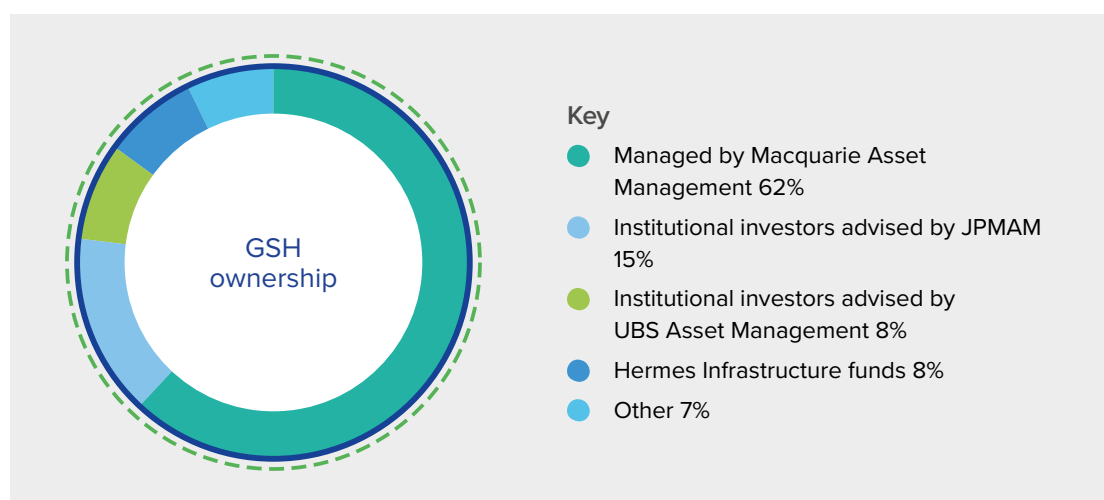 GSH
ownership
Key
Managed by Macquarie Asset
Management 62%
Institutional investors advised by JPMAM
15%
Institutional investors advised by
UBS Asset Management 8%
Hermes Infrastructure funds 8%
Other 7%